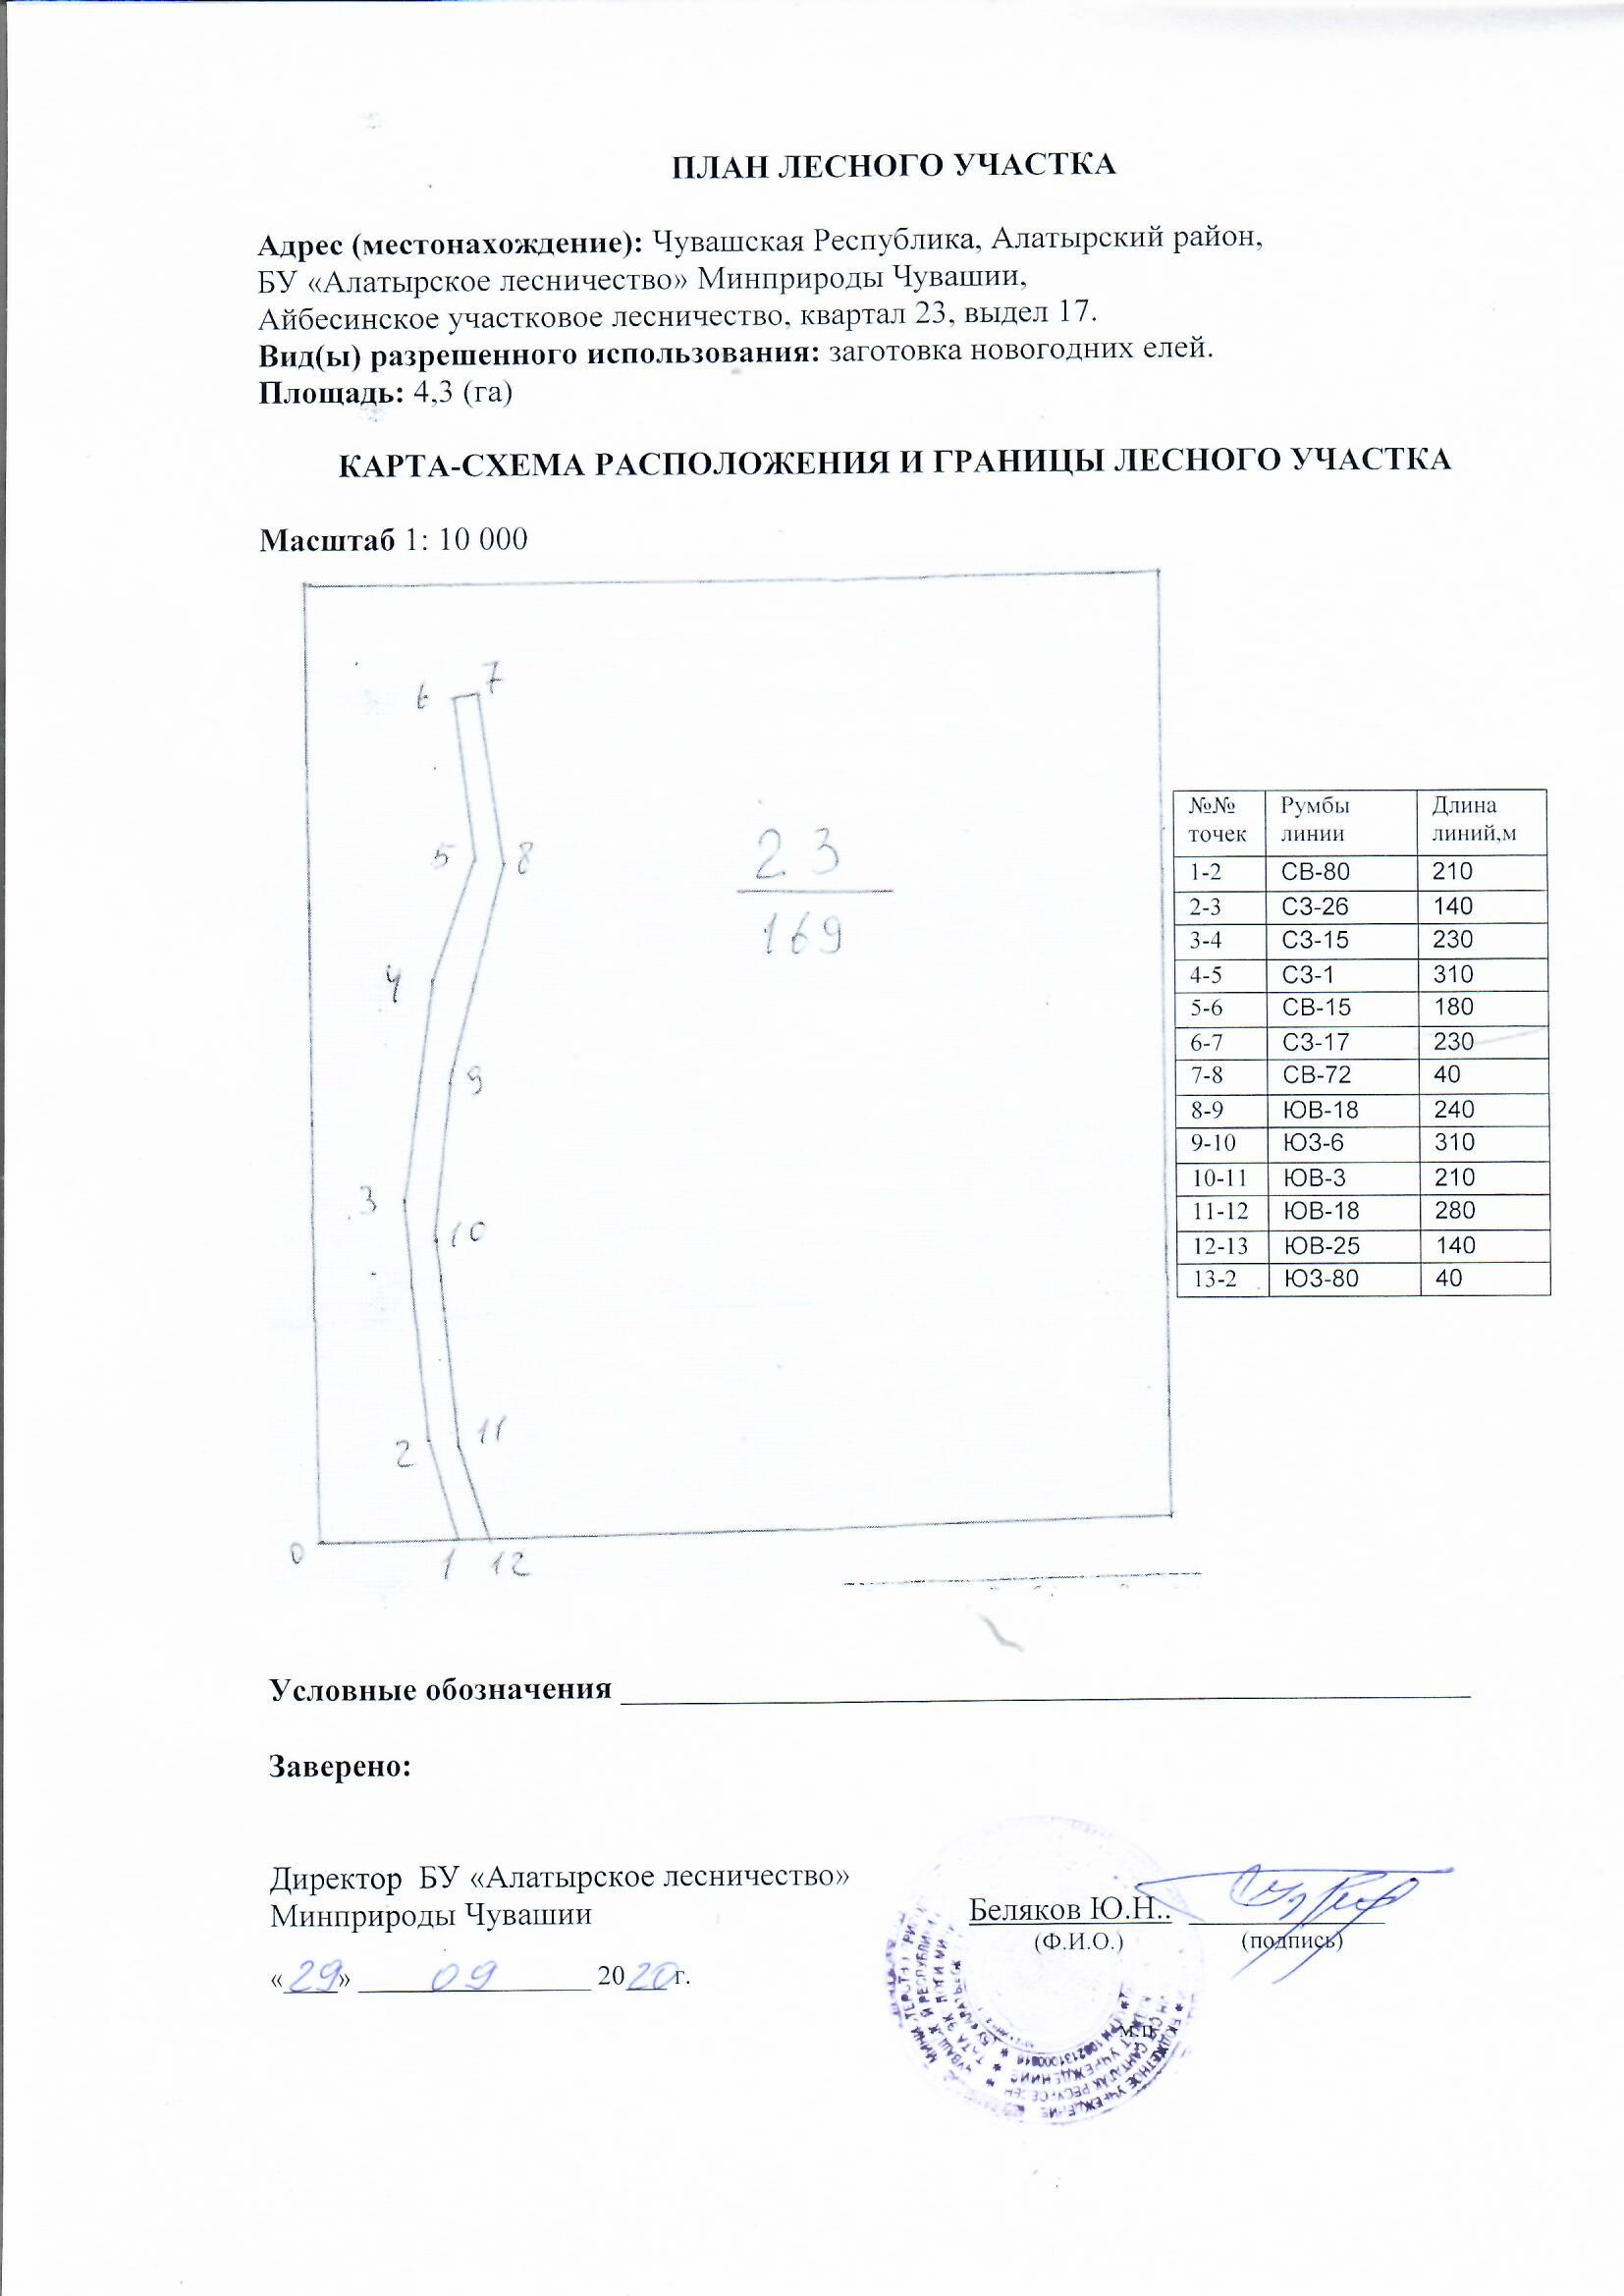 ПЛАН ЛЕСНОГО УЧАСТКА
Адрес (местонахождение): Чувашская Республика, Алатырский район,
БУ «Алатырское лесничество» Минприроды Чувашии,
Айбесинское участковое лесничество, квартал 23, выдел 17.
Вид(ы) разрешенного использования: заготовка новогодних елей.
Площадь: 4,3 (га)
КАРТА-СХЕМА РАСПОЛОЖЕНИЯ И ГРАНИЦЫ ЛЕСНОГО УЧАСТКА
Масштаб 1: 10 000
6 7
5 8
4
9
3
10
2 11
0 1 12
23
169
№№ точек Румбы линии Длина линий,м
1-2 СВ-80 210
2-3 СЗ-26 140
3-4 СЗ-15 230
4-5 СЗ-1 310
5-6 СВ-15 180
6-7 СЗ-17 230
7-8 СВ-72 40
8-9 ЮВ-18 240
9-10 ЮЗ-6 310
10-11 ЮВ-3 210
11-12 ЮВ-18 280
12-13 ЮВ-25 140
13-2 ЮЗ-80 40
Условные обозначения
Заверено:
Директор БУ «Алатырское лесничество»
Минприроды Чувашии
Беляков Ю.Н..
(Ф.И.О.) (подпись)
«29» 09 2020г.
м.п.
БЮДЖЕТНОЕ УЧРЕЖДЕНИЕ